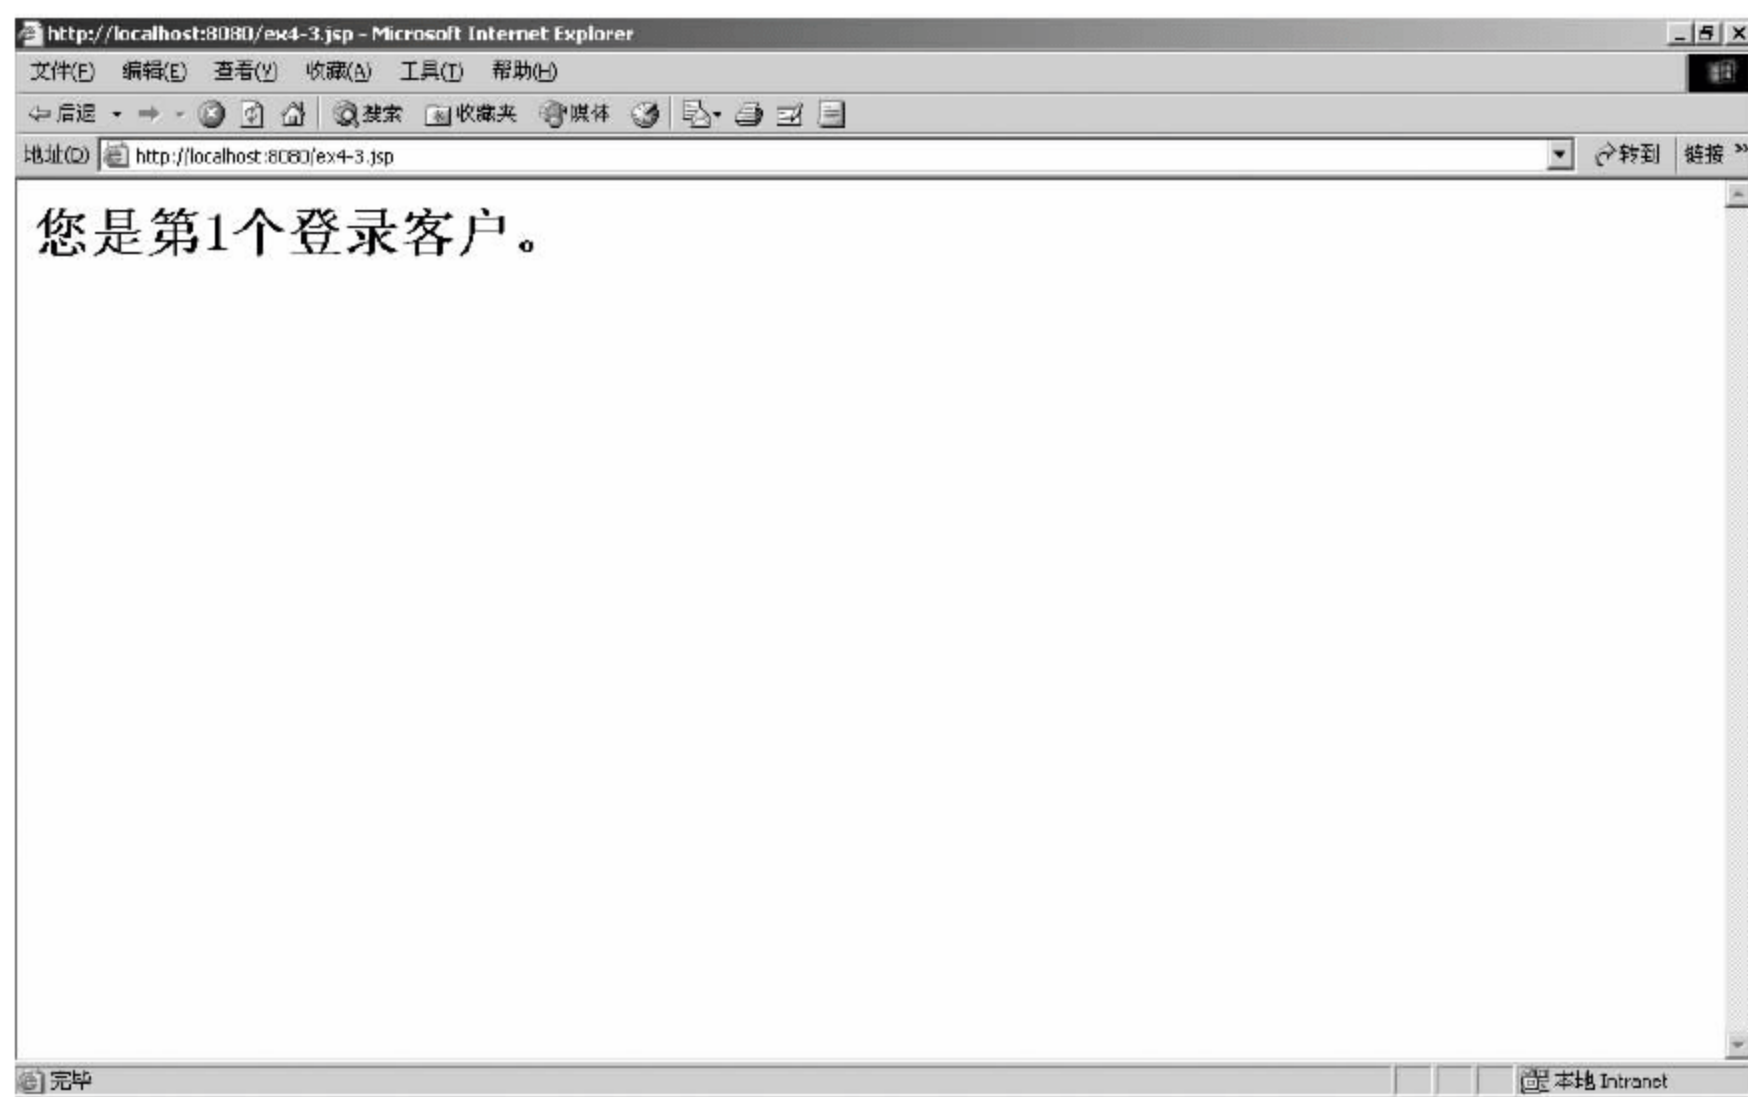 http://localhost:8080/ex4-3.jsp - Microsoft Internet Explorer
文件(F) 编辑(E) 查看(V) 收藏(A) 工具(T) 帮助(H)
后退 搜索 收藏夹 媒体
地址(D) http://localhost:8080/ex4-3.jsp 转到 链接 »
您是第1个登录客户。
完毕 本地 Intranet